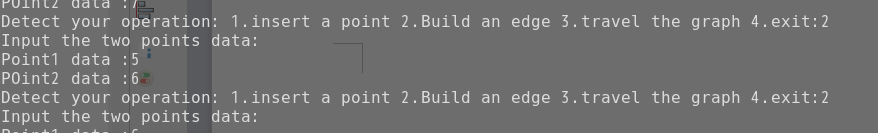 POint2 data :7
Detect your operation: 1.insert a point 2.Build an edge 3.travel the graph 4.exit:2
Input the two points data:
Point1 data :5
POint2 data :6
Detect your operation: 1.insert a point 2.Build an edge 3.travel the graph 4.exit:2
Input the two points data:
Point1 data :6